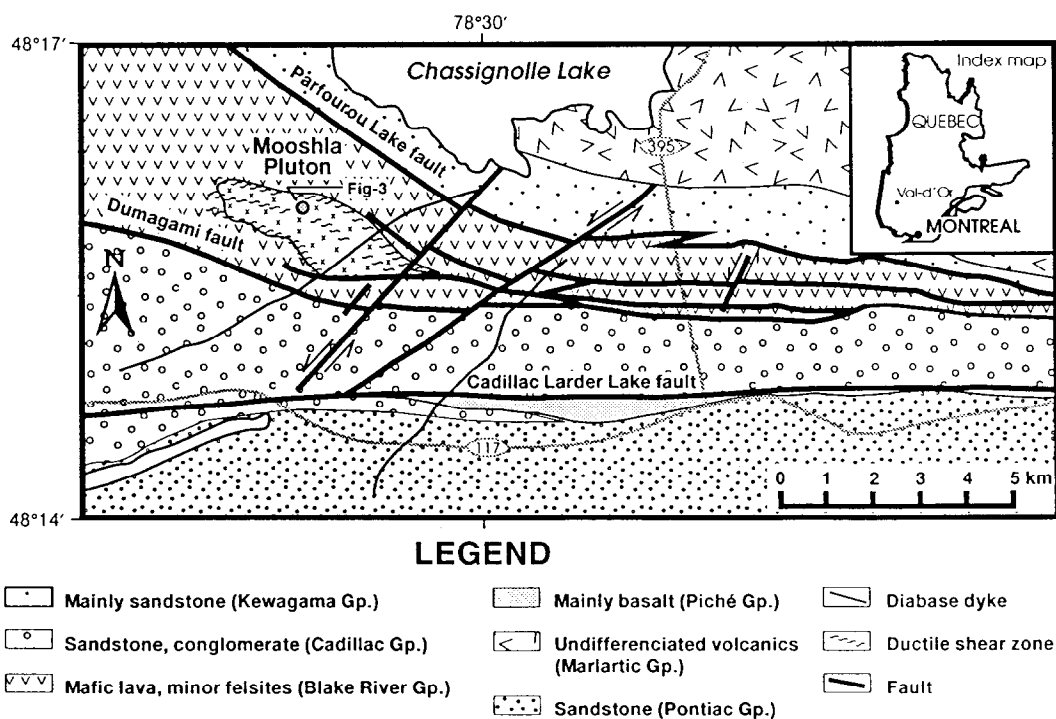 78°30′
48°17′
Chassignolle Lake
Index map
QUEBEC
Val-d'Or
MONTREAL
Parfourou Lake fault
395
Mooshla
Pluton
Fig-3
Dumagami fault
N
Cadillac Larder Lake fault
117
0 1 2 3 4 5 km
48°14′
LEGEND
Mainly sandstone (Kewagama Gp.)
Sandstone, conglomerate (Cadillac Gp.)
Mafic lava, minor felsites (Blake River Gp.)
Mainly basalt (Piché Gp.)
Undifferenciated volcanics
(Marlartic Gp.)
Sandstone (Pontiac Gp.)
Diabase dyke
Ductile shear zone
Fault